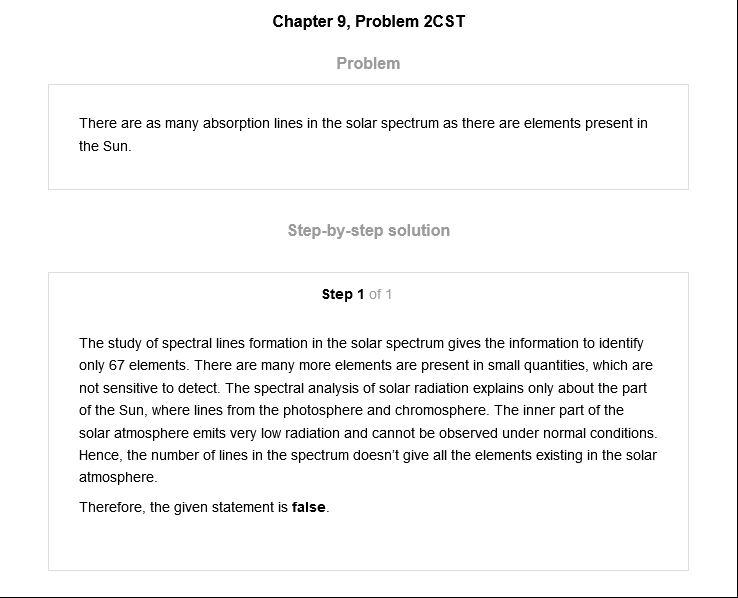 Chapter 9, Problem 2CST
Problem
There are as many absorption lines in the solar spectrum as there are elements present in
the Sun.
Step-by-step solution
Step 1 of 1
The study of spectral lines formation in the solar spectrum gives the information to identify
only 67 elements. There are many more elements are present in small quantities, which are
not sensitive to detect. The spectral analysis of solar radiation explains only about the part
of the Sun, where lines from the photosphere and chromosphere. The inner part of the
solar atmosphere emits very low radiation and cannot be observed under normal conditions.
Hence, the number of lines in the spectrum doesn't give all the elements existing in the solar
atmosphere.
Therefore, the given statement is false.